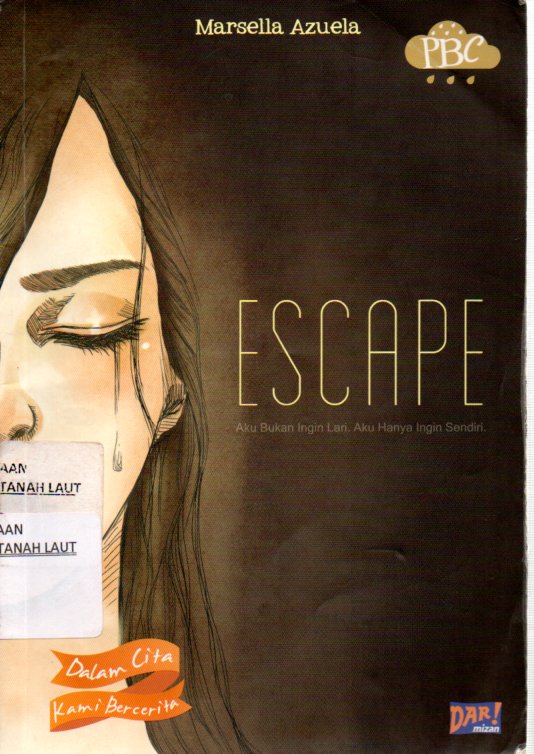 Marsella Azuela
PBC
ESCAPE
Aku Bukan Ingin Lari. Aku Hanya Ingin Sendiri.
AAN
TANAH LAUT
AAN
TANAH LAUT
Dalam Cita
Kami Bercerita
DAR!
mizan